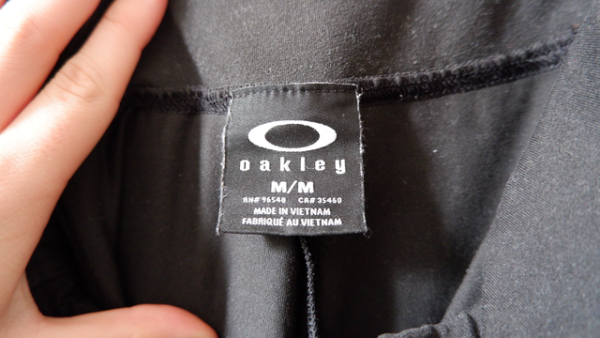 oakley
M/M
RN# 96548 CA# 35460
MADE IN VIETNAM
FABRIQUÉ AU VIETNAM